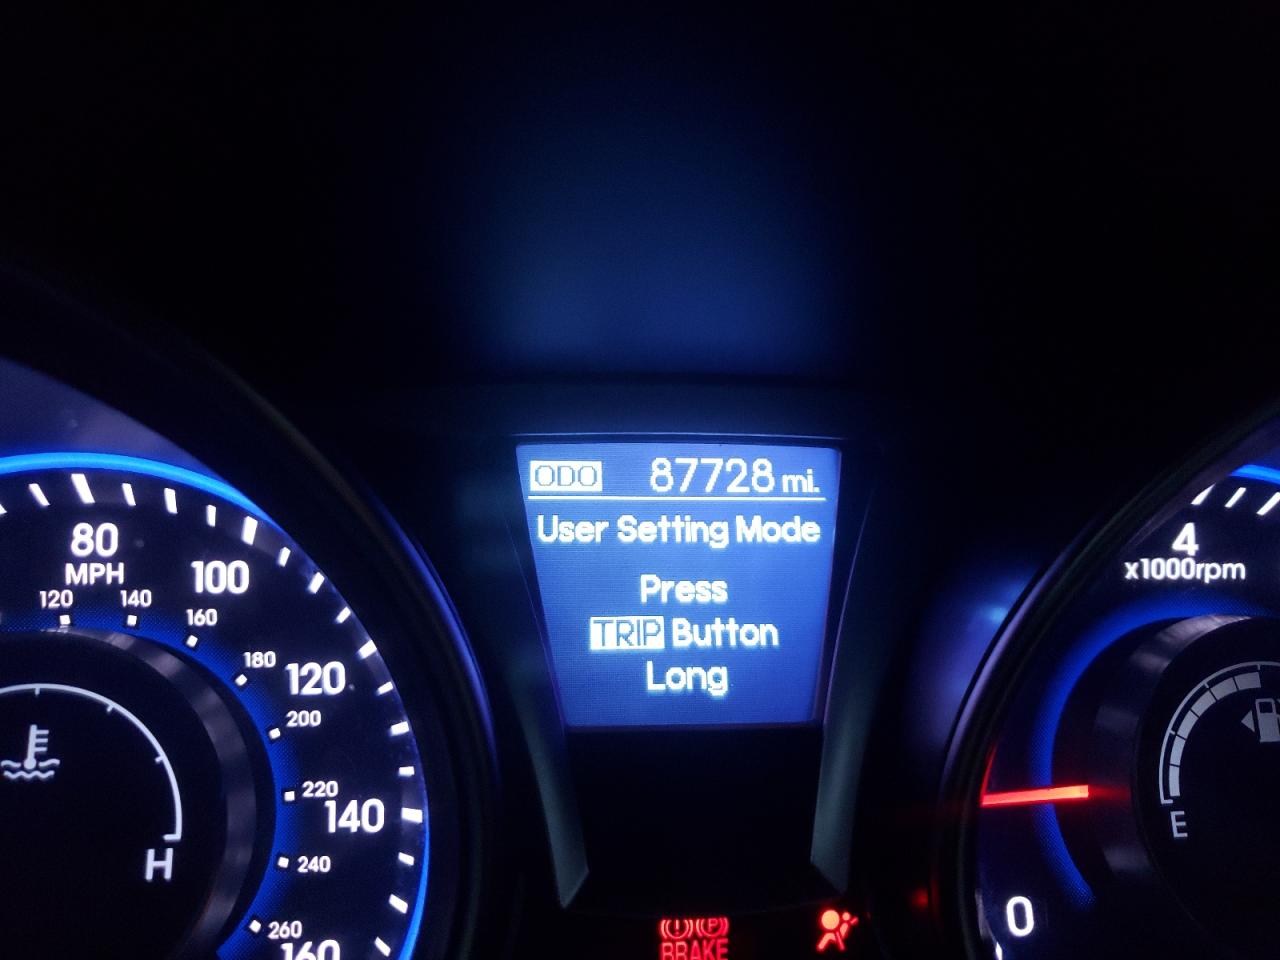 ODO 87728 mi.
User Setting Mode
Press
TRIP Button
Long
80
MPH
100
120
140
160
120
140
160
180
200
220
240
260
H
4
x1000rpm
0
E
(!) (P)
BRAKE